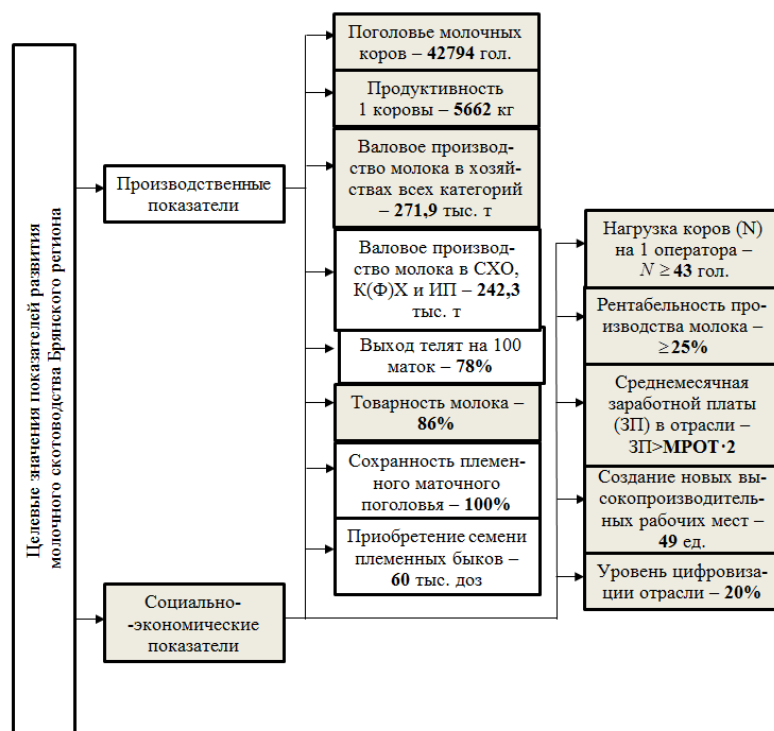 Целевые значения показателей развития
молочного скотоводства Брянского региона
Производственные
показатели
Поголовье молочных
коров – 42794 гол.
Продуктивность
1 коровы – 5662 кг
Валовое производ-
ство молока в хозяй-
ствах всех категорий
– 271,9 тыс. т
Валовое производ-
ство молока в СХО,
К(Ф)Х и ИП – 242,3
тыс. т
Выход телят на 100
маток – 78%
Товарность молока –
86%
Сохранность племен-
ного маточного
поголовья – 100%
Приобретение семени
племенных быков –
60 тыс. доз
Социально-
-экономические
показатели
Нагрузка коров (N)
на 1 оператора –
N ≥ 43 гол.
Рентабельность про-
изводства молока –
≥25%
Среднемесячная
заработной платы
(ЗП) в отрасли –
ЗП>МРОТ·2
Создание новых вы-
сокопроизводитель-
ных рабочих мест –
49 ед.
Уровень цифровиза-
ции отрасли – 20%